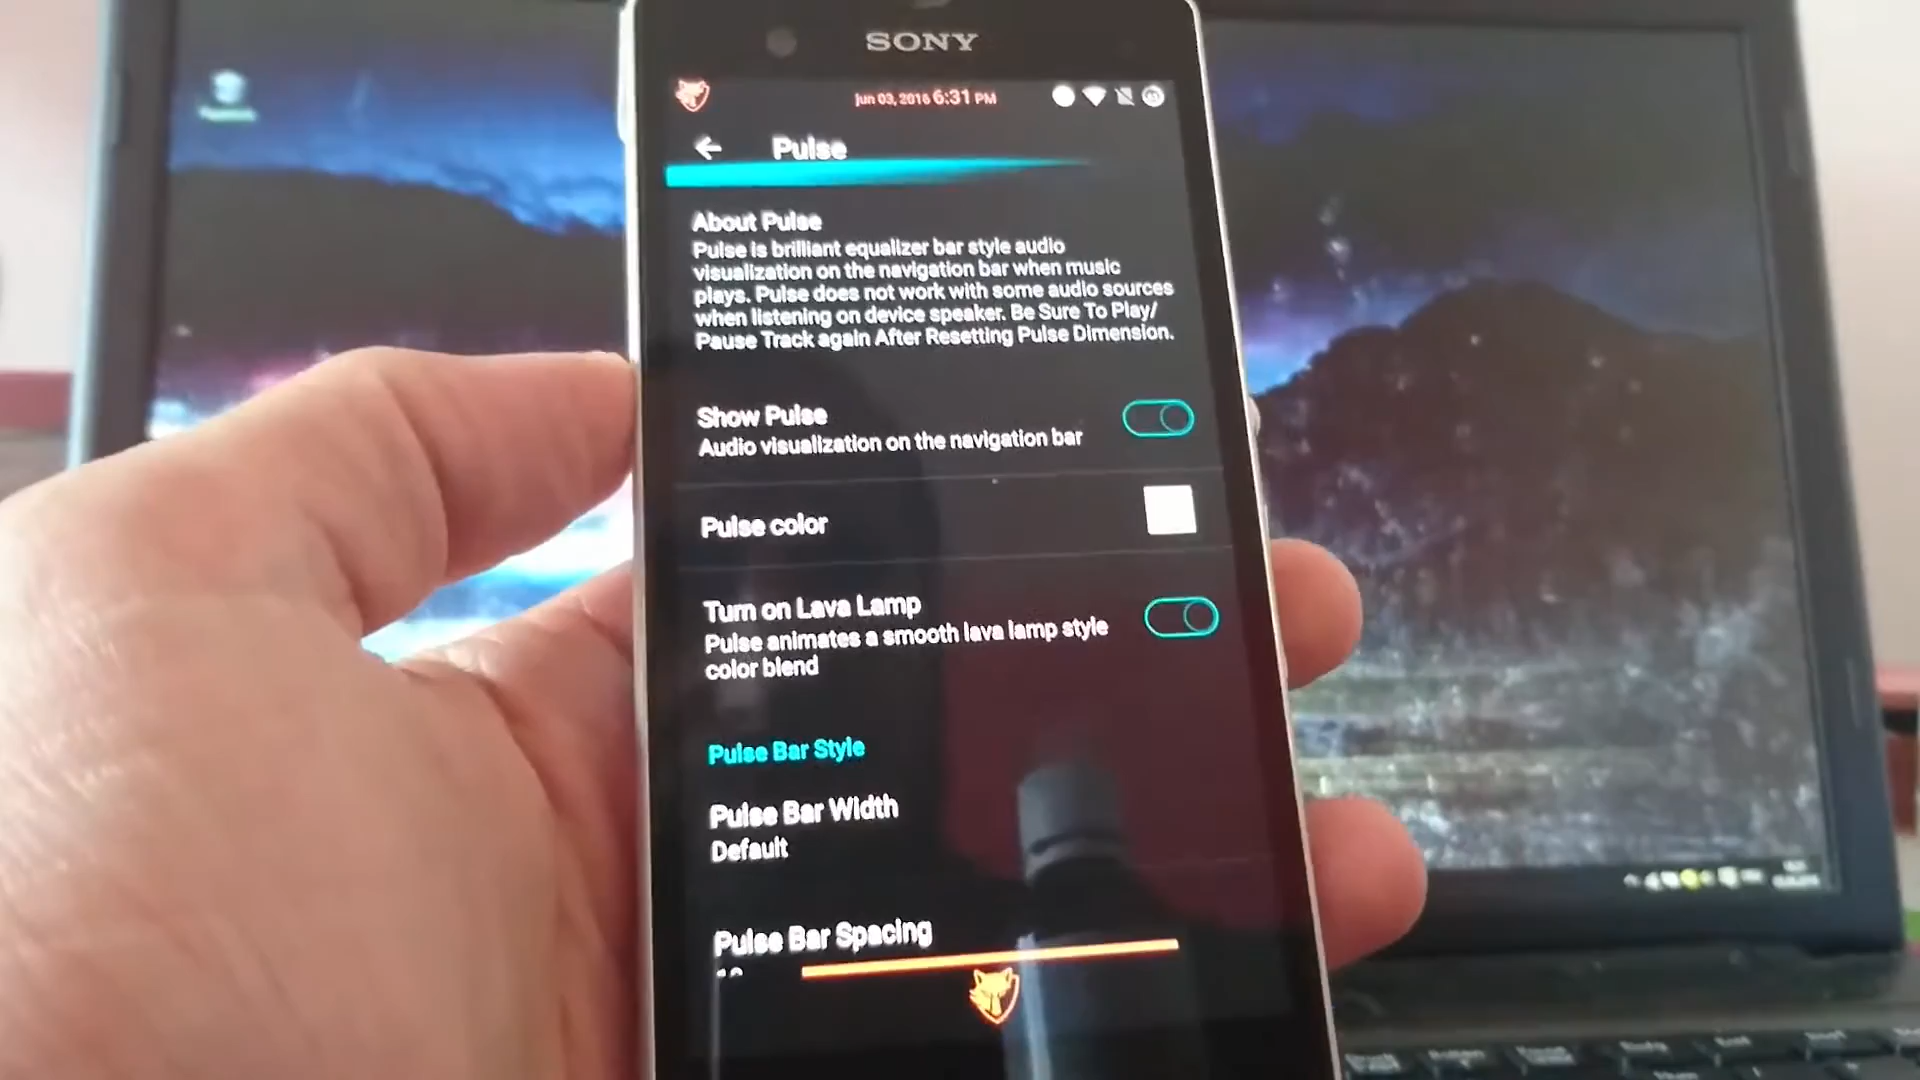 SONY
Jun 03, 2016 6:31 PM
Pulse
About Pulse
Pulse is brilliant equalizer bar style audio
visualization on the navigation bar when music
plays. Pulse does not work with some audio sources
when listening on device speaker. Be Sure To Play/
Pause Track again After Resetting Pulse Dimension.
Show Pulse
Audio visualization on the navigation bar
Pulse color
Turn on Lava Lamp
Pulse animates a smooth lava lamp style
color blend
Pulse Bar Style
Pulse Bar Width
Default
Pulse Bar Spacing